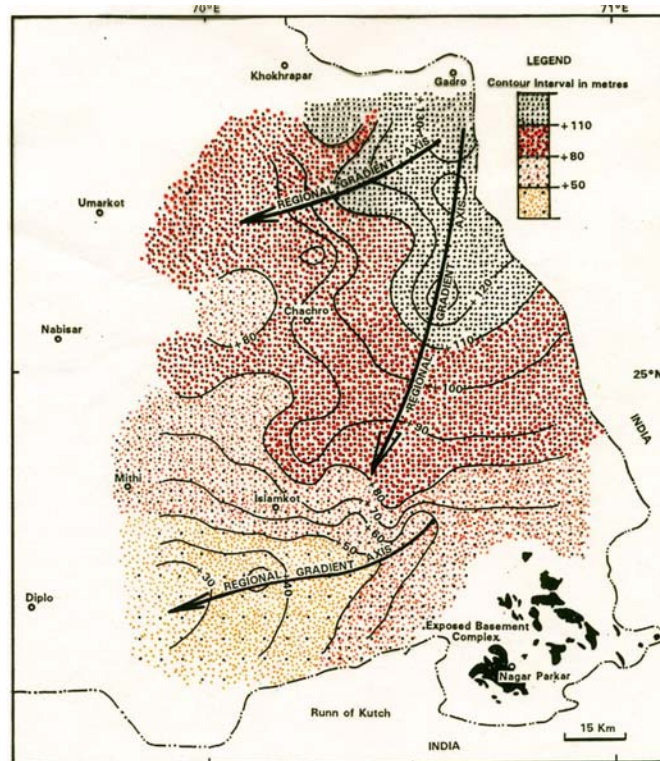 70°E
71°E
Khokhrapar
Gadro
LEGEND
Contour Interval in metres
+110
+80
+50
+130
REGIONAL GRADIENT AXIS
Umarkot
REGIONAL GRADIENT AXIS
+120
Chachro
Nabisar
+80
+110
25°N
+100
+90
INDIA
Mithi
Islamkot
+80
+70
+60
+50
REGIONAL GRADIENT AXIS
+30
Diplo
Exposed Basement
Complex
Nagar Parkar
Runn of Kutch
15 Km
INDIA